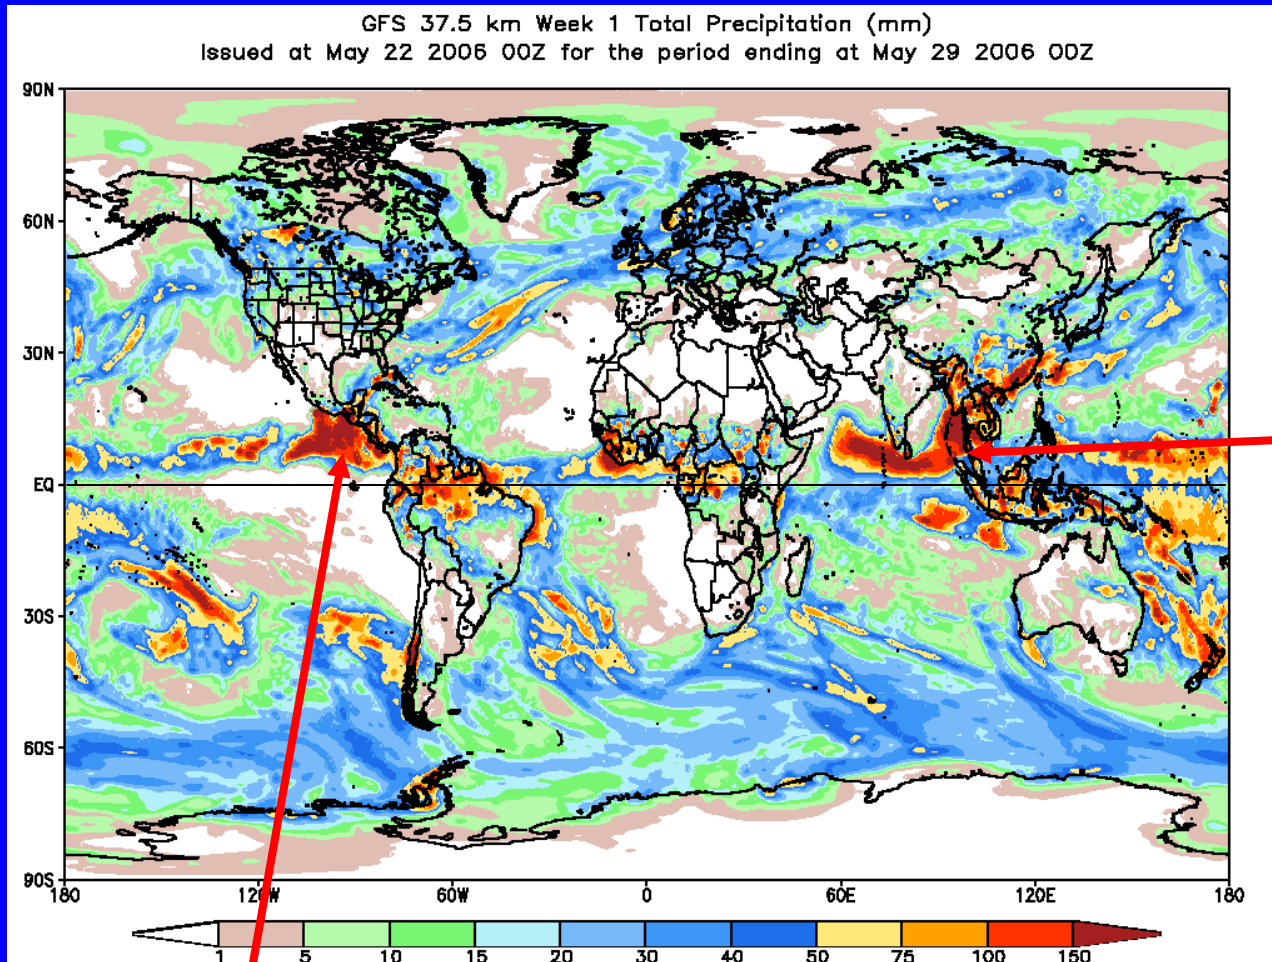 GFS 37.5 km Week 1 Total Precipitation (mm)
Issued at May 22 2006 00Z for the period ending at May 29 2006 00Z
90N
60N
30N
EQ
30S
60S
90S
180 120W 60W 0 60E 120E 180
1 5 10 15 20 30 40 50 75 100 150